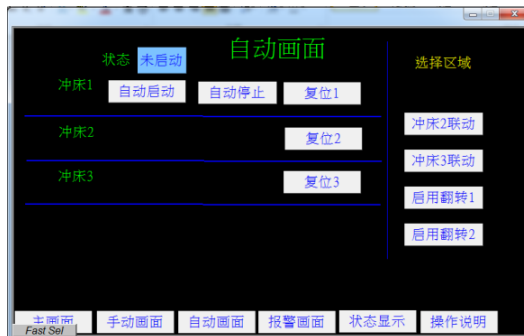 自动画面
状态 未启动
选择区域
冲床1 自动启动 自动停止 复位1
冲床2 复位2
冲床2联动
冲床3联动
冲床3 复位3
启用翻转1
启用翻转2
主画面 手动画面 自动画面 报警画面 状态显示 操作说明
Fast Sel